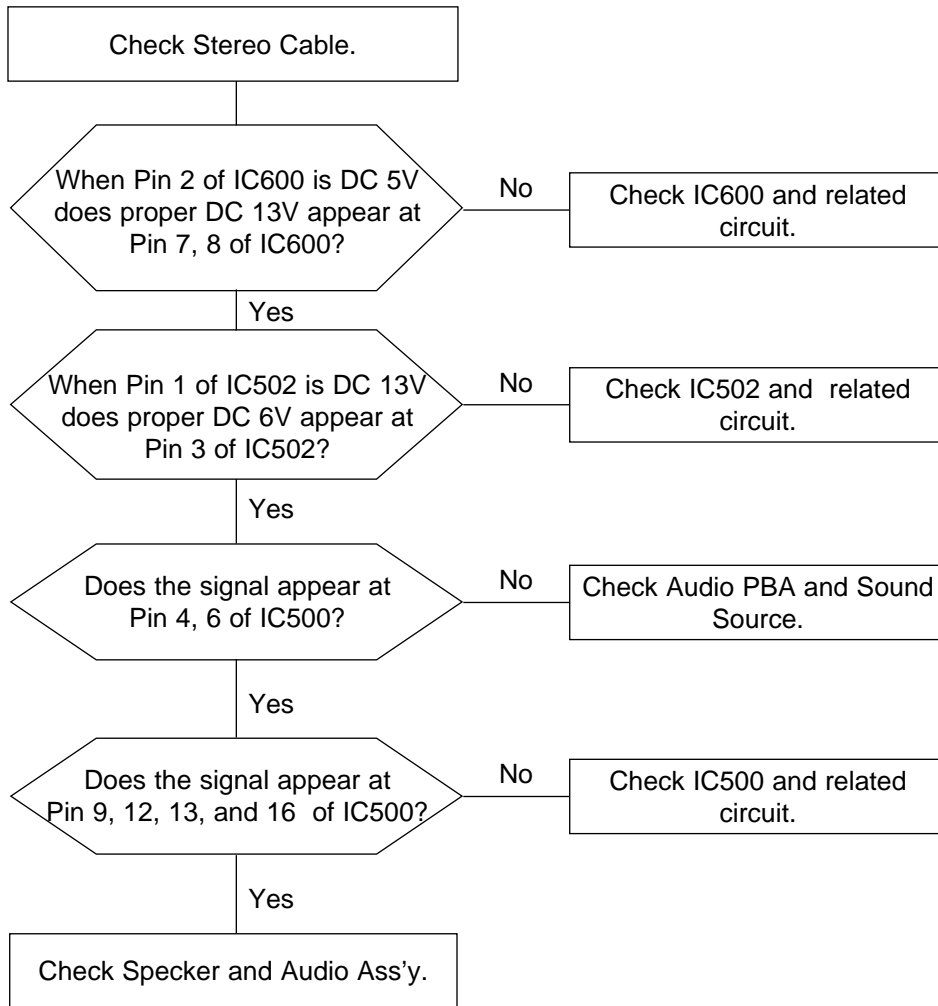 Check Stereo Cable.
When Pin 2 of IC600 is DC 5V
does proper DC 13V appear at
Pin 7, 8 of IC600?
No
Check IC600 and related
circuit.
Yes
When Pin 1 of IC502 is DC 13V
does proper DC 6V appear at
Pin 3 of IC502?
No
Check IC502 and  related
circuit.
Yes
Does the signal appear at
Pin 4, 6 of IC500?
No
Check Audio PBA and Sound
Source.
Yes
Does the signal appear at
Pin 9, 12, 13, and 16  of IC500?
No
Check IC500 and related
circuit.
Yes
Check Specker and Audio Ass'y.